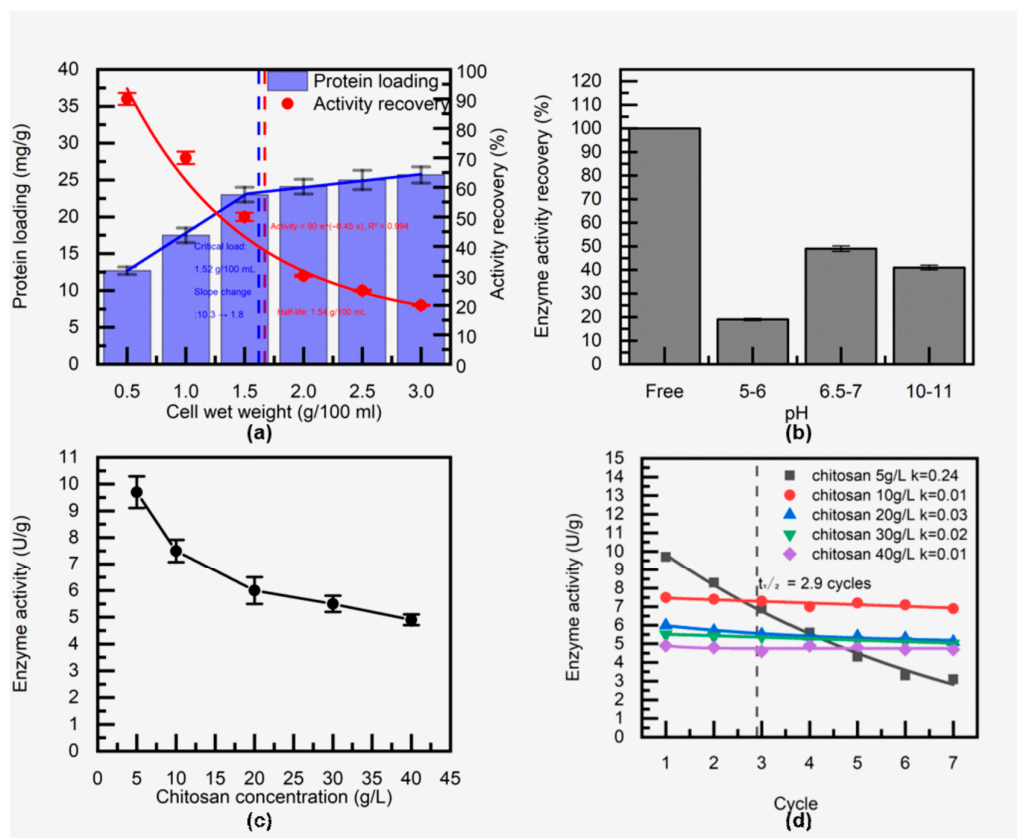 40
35
30
25
20
15
10
5
0
Protein loading (mg/g)
100
90
80
70
60
50
40
30
20
10
0
Activity recovery (%)
Protein loading
Activity recovery
Activity = 90 e^(−0.45 x), R² = 0.994
Critical load:
1.52 g/100 mL
Slope change
:10.3 → 1.8
Half-life: 1.54 g/100 mL
0.5 1.0 1.5 2.0 2.5 3.0
Cell wet weight (g/100 ml)
(a)
120
110
100
90
80
70
60
50
40
30
20
10
0
Enzyme activity recovery (%)
Free 5-6 6.5-7 10-11
pH
(b)
11
10
9
8
7
6
5
4
3
2
1
0
Enzyme activity (U/g)
0 5 10 15 20 25 30 35 40 45
Chitosan concentration (g/L)
(c)
15
14
13
12
11
10
9
8
7
6
5
4
3
2
1
0
Enzyme activity (U/g)
chitosan 5g/L k=0.24
chitosan 10g/L k=0.01
chitosan 20g/L k=0.03
chitosan 30g/L k=0.02
chitosan 40g/L k=0.01
t₁/₂ = 2.9 cycles
1 2 3 4 5 6 7
Cycle
(d)